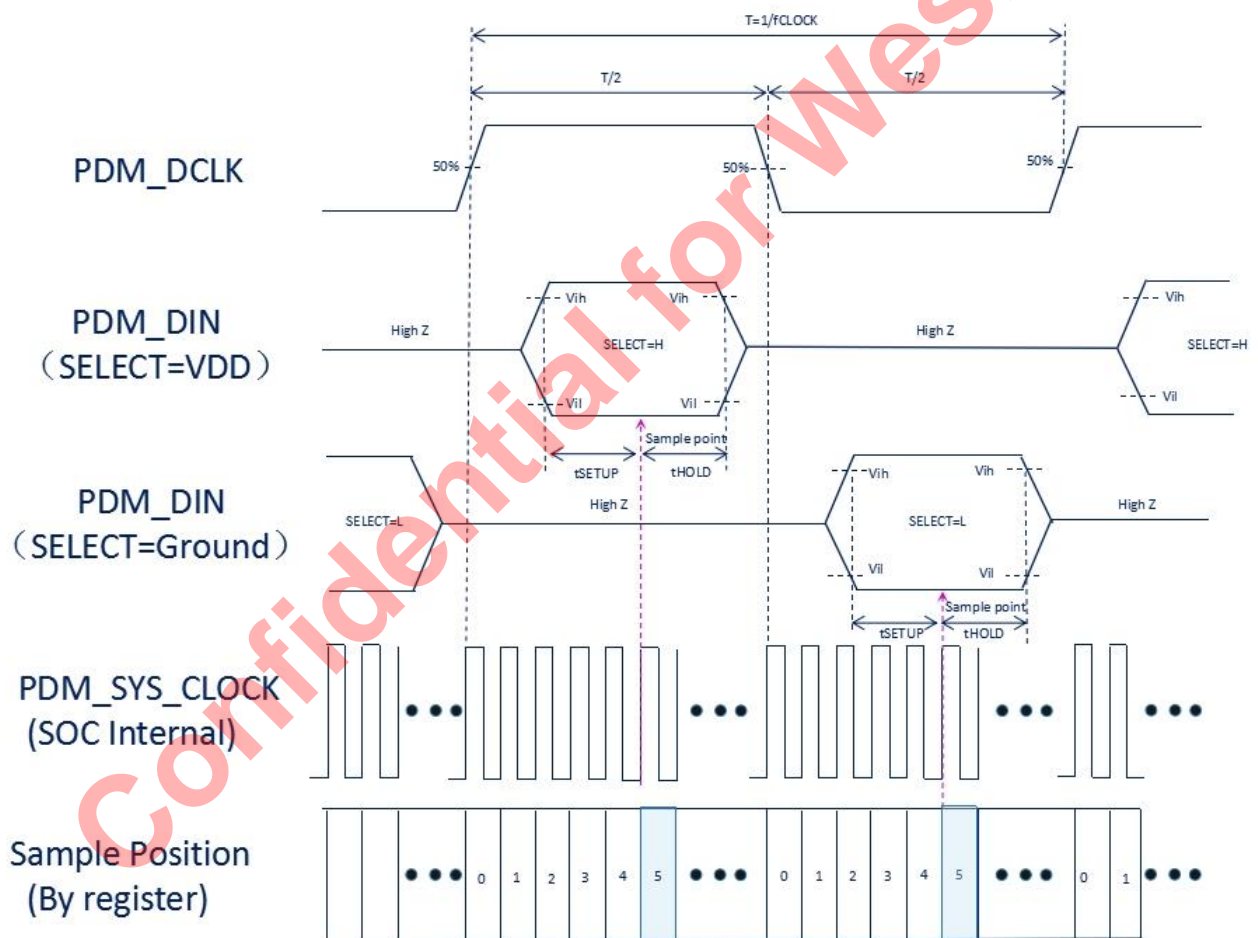 T=1/fCLOCK
T/2
T/2
PDM_DCLK
50%
50%
50%
PDM_DIN
（SELECT=VDD）
High Z
Vih
Vih
SELECT=H
Vil
Vil
High Z
Vih
SELECT=H
Vil
Sample point
tSETUP
tHOLD
PDM_DIN
（SELECT=Ground）
SELECT=L
High Z
Vih
Vih
SELECT=L
Vil
Vil
High Z
Sample point
tSETUP
tHOLD
PDM_SYS_CLOCK
(SOC Internal)
Sample Position
(By register)
0 1 2 3 4 5 0 1 2 3 4 5 0 1
Confidential for Wes